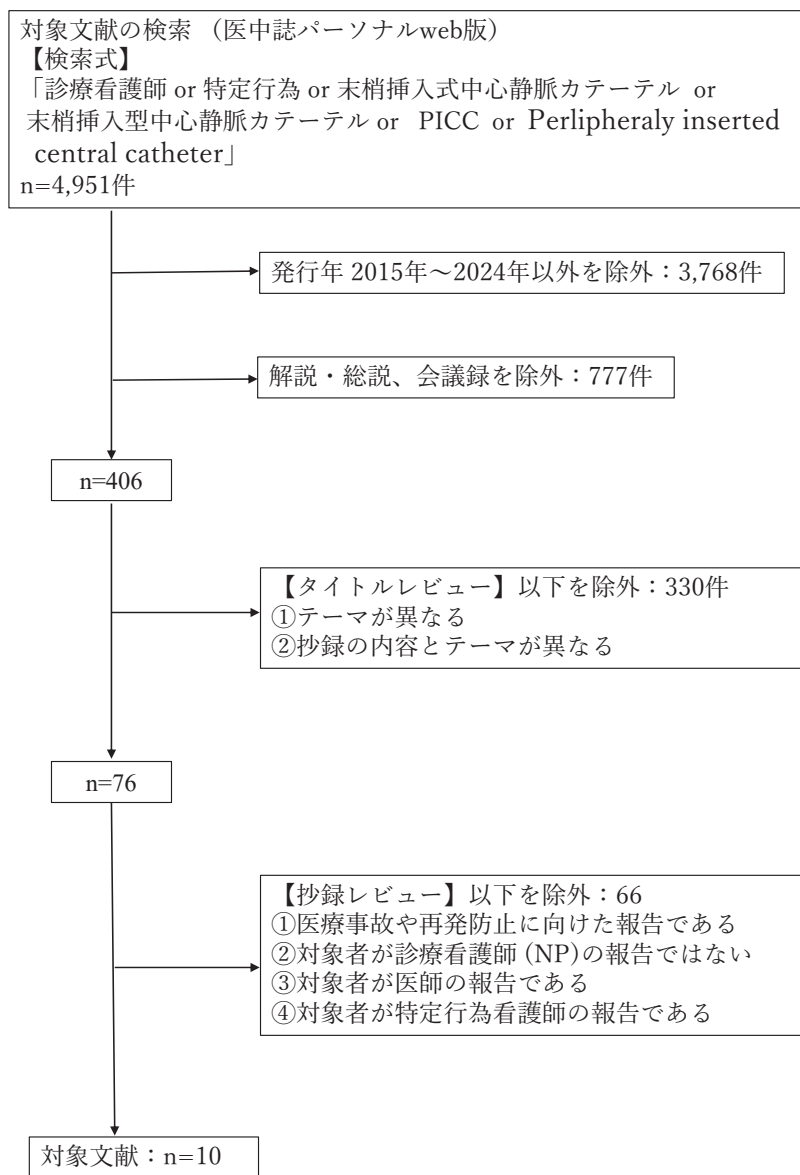 対象文献の検索 （医中誌パーソナルweb版）
【検索式】
「診療看護師 or 特定行為 or 末梢挿入式中心静脈カテーテル or
末梢挿入型中心静脈カテーテル or PICC or Perlipheraly inserted
central catheter」
n=4,951件
発行年 2015年〜2024年以外を除外：3,768件
解説・総説、会議録を除外：777件
n=406
【タイトルレビュー】以下を除外：330件
①テーマが異なる
②抄録の内容とテーマが異なる
n=76
【抄録レビュー】以下を除外：66
①医療事故や再発防止に向けた報告である
②対象者が診療看護師 (NP)の報告ではない
③対象者が医師の報告である
④対象者が特定行為看護師の報告である
対象文献：n=10